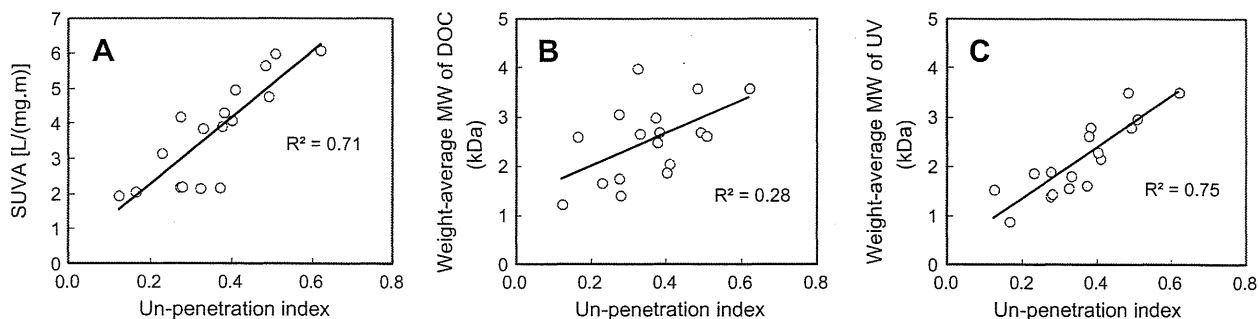 A
SUVA [L/(mg.m)]
7
6
5
4
3
2
1
0
R² = 0.71
0.0 0.2 0.4 0.6 0.8
Un-penetration index
B
Weight-average MW of DOC
(kDa)
5
4
3
2
1
0
R² = 0.28
0.0 0.2 0.4 0.6 0.8
Un-penetration index
C
Weight-average MW of UV
(kDa)
5
4
3
2
1
0
R² = 0.75
0.0 0.2 0.4 0.6 0.8
Un-penetration index